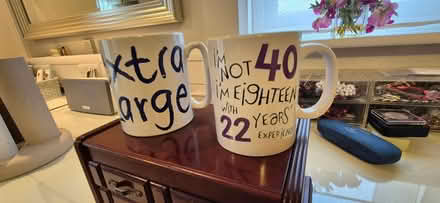 xtra
arge
I'M
NOT 40
i'm EIGHTEEN
WITH
22 YEARS'
EXPERIENCE